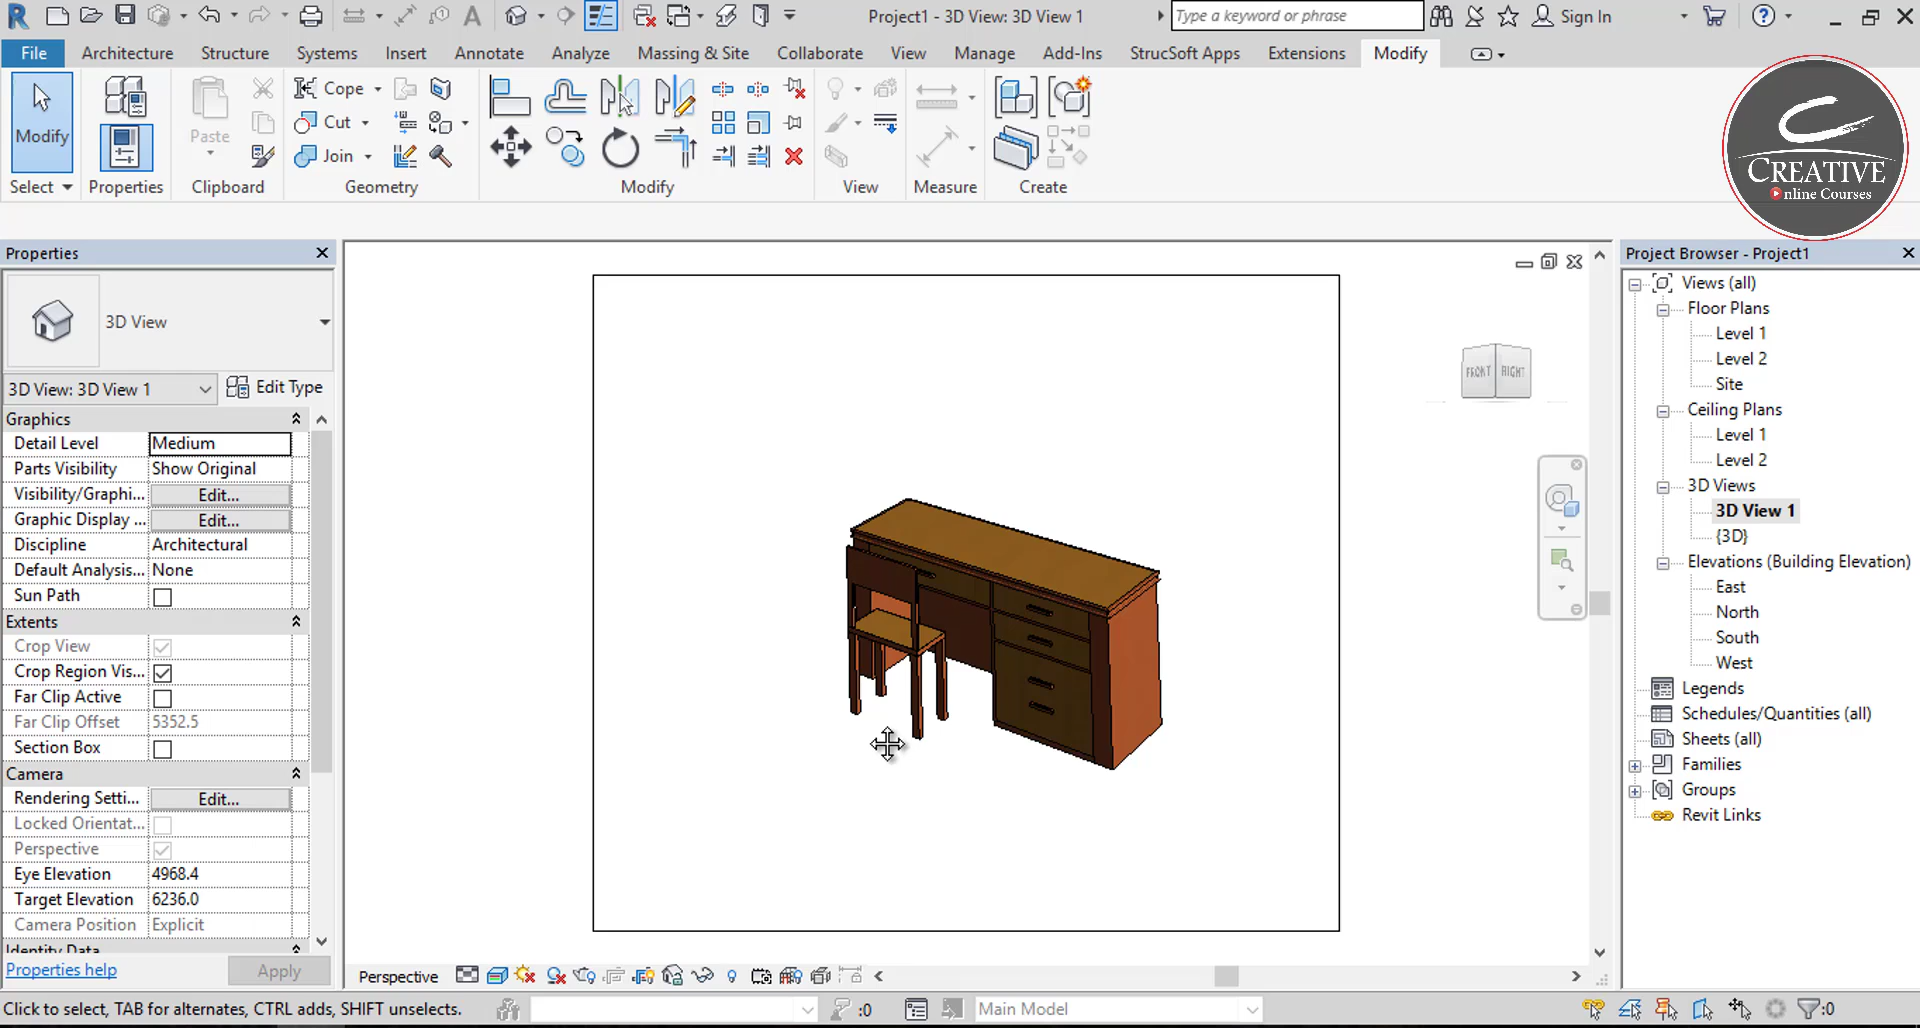 Project1 - 3D View: 3D View 1
Type a keyword or phrase
Sign In
File Architecture Structure Systems Insert Annotate Analyze Massing & Site Collaborate View Manage Add-Ins StrucSoft Apps Extensions Modify
Modify
Paste
Cope
Cut
Join
Select Properties Clipboard Geometry Modify View Measure Create
CREATIVE
Online Courses
Properties
3D View
3D View: 3D View 1
Edit Type
Graphics
Detail Level Medium
Parts Visibility Show Original
Visibility/Graphi... Edit...
Graphic Display ... Edit...
Discipline Architectural
Default Analysis... None
Sun Path
Extents
Crop View
Crop Region Vis...
Far Clip Active
Far Clip Offset 5352.5
Section Box
Camera
Rendering Setti... Edit...
Locked Orientat...
Perspective
Eye Elevation 4968.4
Target Elevation 6236.0
Camera Position Explicit
Identity Data
Properties help
Apply
FRONT RIGHT
Perspective
Project Browser - Project1
Views (all)
Floor Plans
Level 1
Level 2
Site
Ceiling Plans
Level 1
Level 2
3D Views
3D View 1
{3D}
Elevations (Building Elevation)
East
North
South
West
Legends
Schedules/Quantities (all)
Sheets (all)
Families
Groups
Revit Links
Click to select, TAB for alternates, CTRL adds, SHIFT unselects.
:0
Main Model
:0